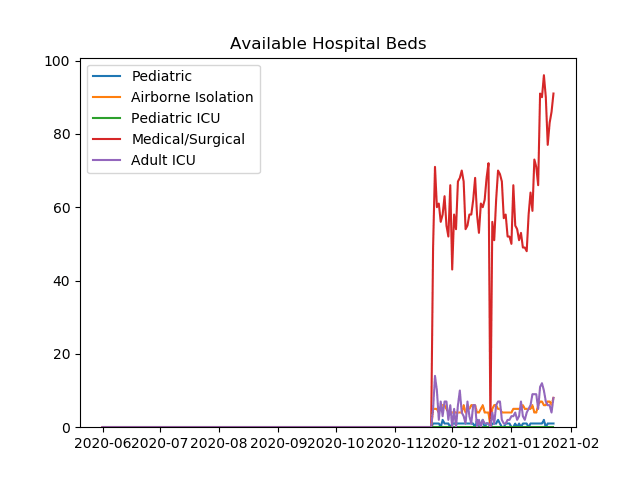 Available Hospital Beds
100
80
60
40
20
0
Pediatric
Airborne Isolation
Pediatric ICU
Medical/Surgical
Adult ICU
2020-06 2020-07 2020-08 2020-09 2020-10 2020-11 2020-12 2021-01 2021-02